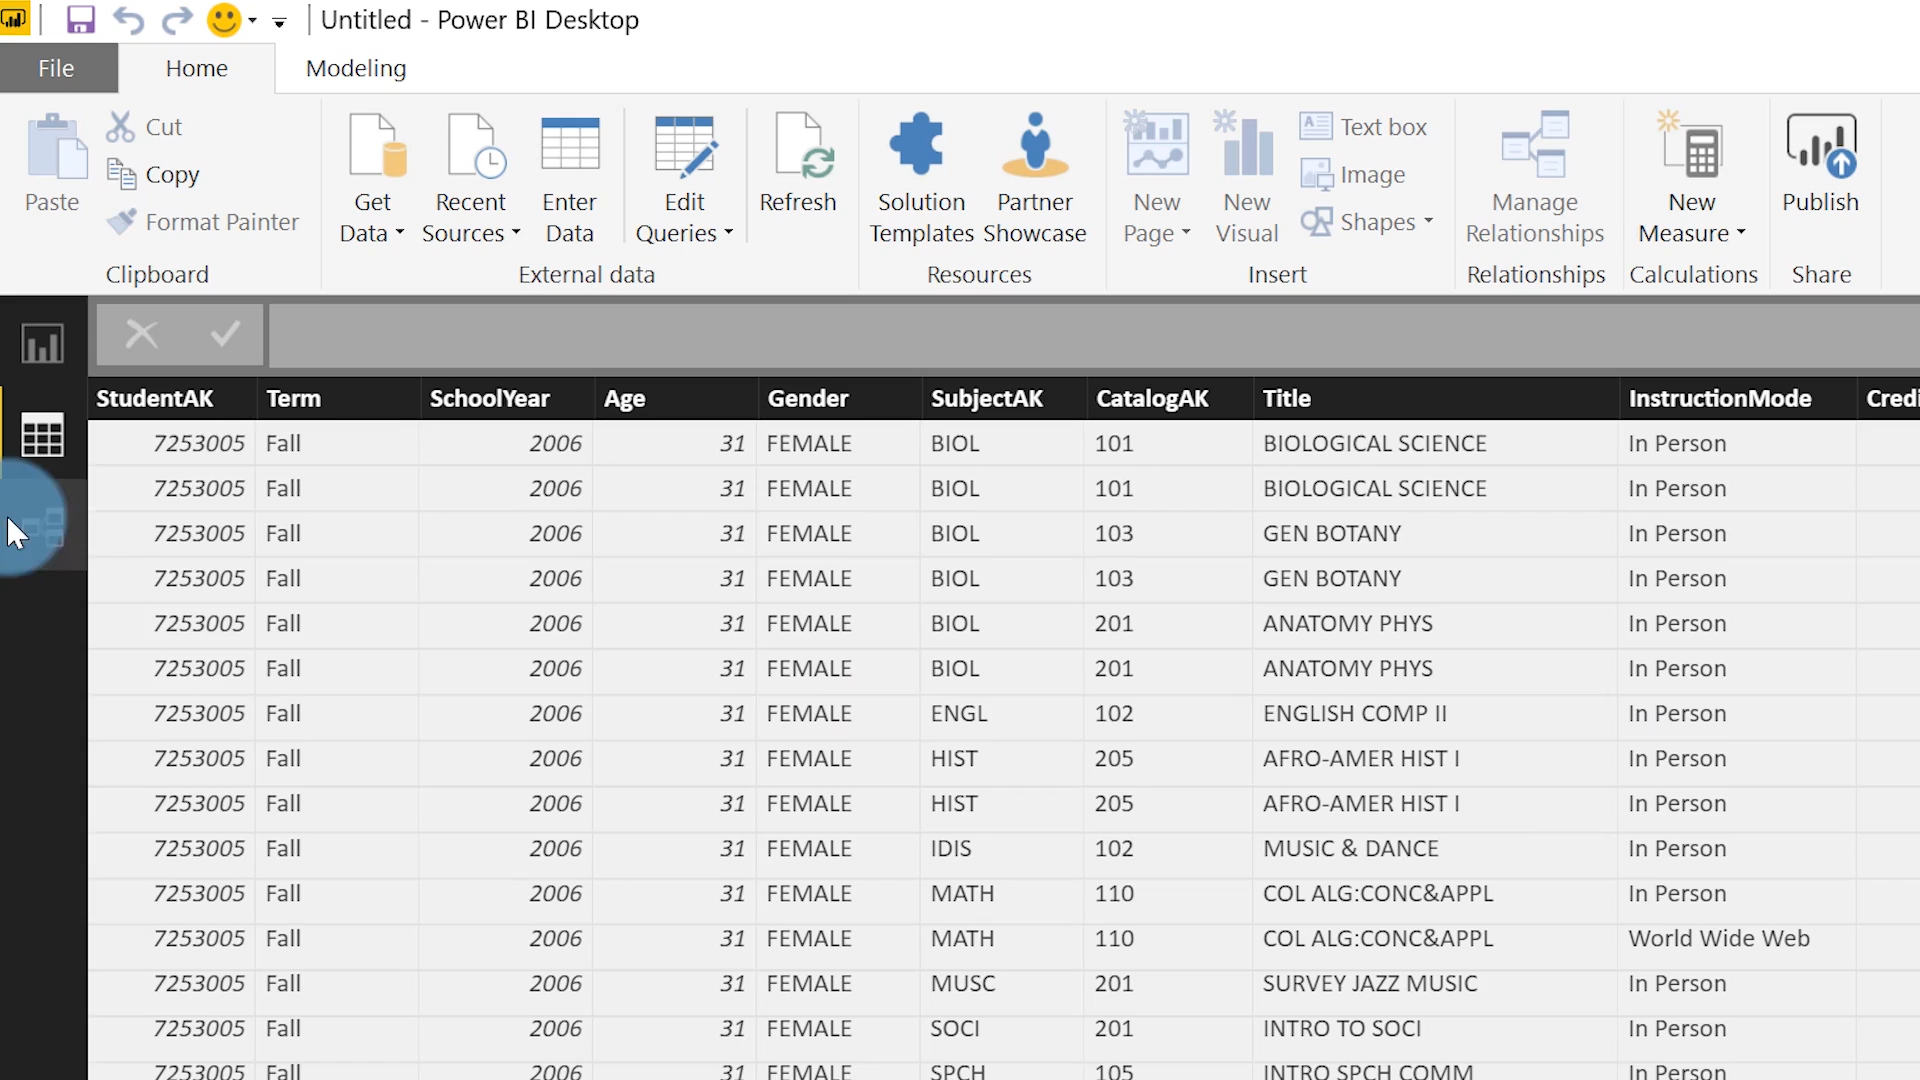 Untitled - Power BI Desktop
File Home Modeling
Paste
Cut
Copy
Format Painter
Clipboard
Get Data
Recent Sources
Enter Data
Edit Queries
Refresh
External data
Solution Templates
Partner Showcase
Resources
New Page
New Visual
Text box
Image
Shapes
Insert
Manage Relationships
Relationships
New Measure
Calculations
Publish
Share
StudentAK Term SchoolYear Age Gender SubjectAK CatalogAK Title InstructionMode Credi
7253005 Fall 2006 31 FEMALE BIOL 101 BIOLOGICAL SCIENCE In Person
7253005 Fall 2006 31 FEMALE BIOL 101 BIOLOGICAL SCIENCE In Person
7253005 Fall 2006 31 FEMALE BIOL 103 GEN BOTANY In Person
7253005 Fall 2006 31 FEMALE BIOL 103 GEN BOTANY In Person
7253005 Fall 2006 31 FEMALE BIOL 201 ANATOMY PHYS In Person
7253005 Fall 2006 31 FEMALE BIOL 201 ANATOMY PHYS In Person
7253005 Fall 2006 31 FEMALE ENGL 102 ENGLISH COMP II In Person
7253005 Fall 2006 31 FEMALE HIST 205 AFRO-AMER HIST I In Person
7253005 Fall 2006 31 FEMALE HIST 205 AFRO-AMER HIST I In Person
7253005 Fall 2006 31 FEMALE IDIS 102 MUSIC & DANCE In Person
7253005 Fall 2006 31 FEMALE MATH 110 COL ALG:CONC&APPL In Person
7253005 Fall 2006 31 FEMALE MATH 110 COL ALG:CONC&APPL World Wide Web
7253005 Fall 2006 31 FEMALE MUSC 201 SURVEY JAZZ MUSIC In Person
7253005 Fall 2006 31 FEMALE SOCI 201 INTRO TO SOCI In Person
7253005 Fall 2006 31 FEMALE SPCH 105 INTRO SPCH COMM In Person